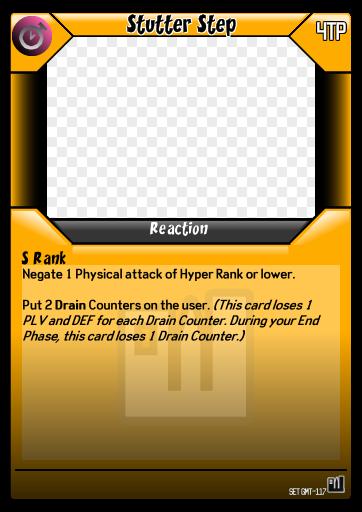 Stutter Step
4TP
Reaction
S Rank
Negate 1 Physical attack of Hyper Rank or lower.
Put 2 Drain Counters on the user. (This card loses 1
PLV and DEF for each Drain Counter. During your End
Phase, this card loses 1 Drain Counter.)
SET GMT-117